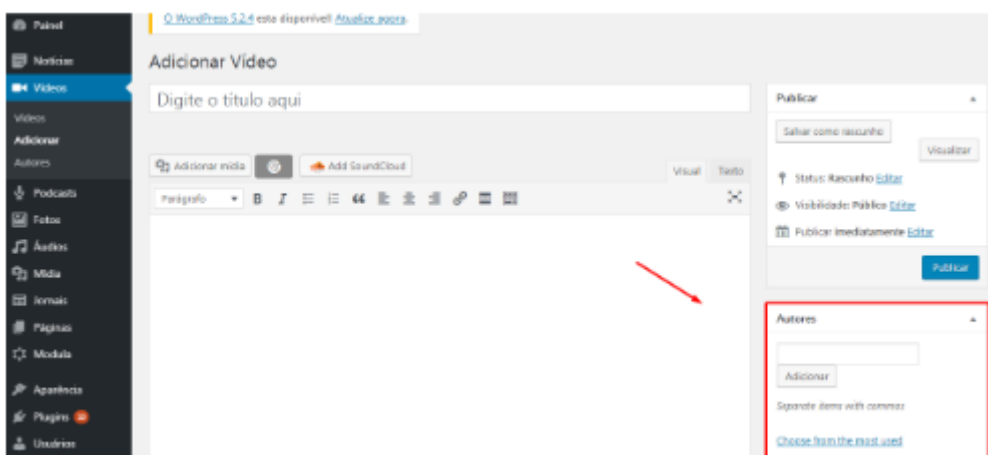 O WordPress 5.2.4 está disponível! Atualize agora.
Painel
Notícias
Vídeos
Vídeos
Adicionar
Autores
Podcasts
Fotos
Áudios
Mídia
Jornais
Páginas
Modula
Aparência
Plugins
Usuários
Adicionar Vídeo
Digite o título aqui
Adicionar mídia
Add SoundCloud
Visual
Texto
Parágrafo
B I
Publicar
Salvar como rascunho
Visualizar
Status: Rascunho Editar
Visibilidade: Público Editar
Publicar imediatamente Editar
Publicar
Autores
Adicionar
Separate items with commas
Choose from the most used